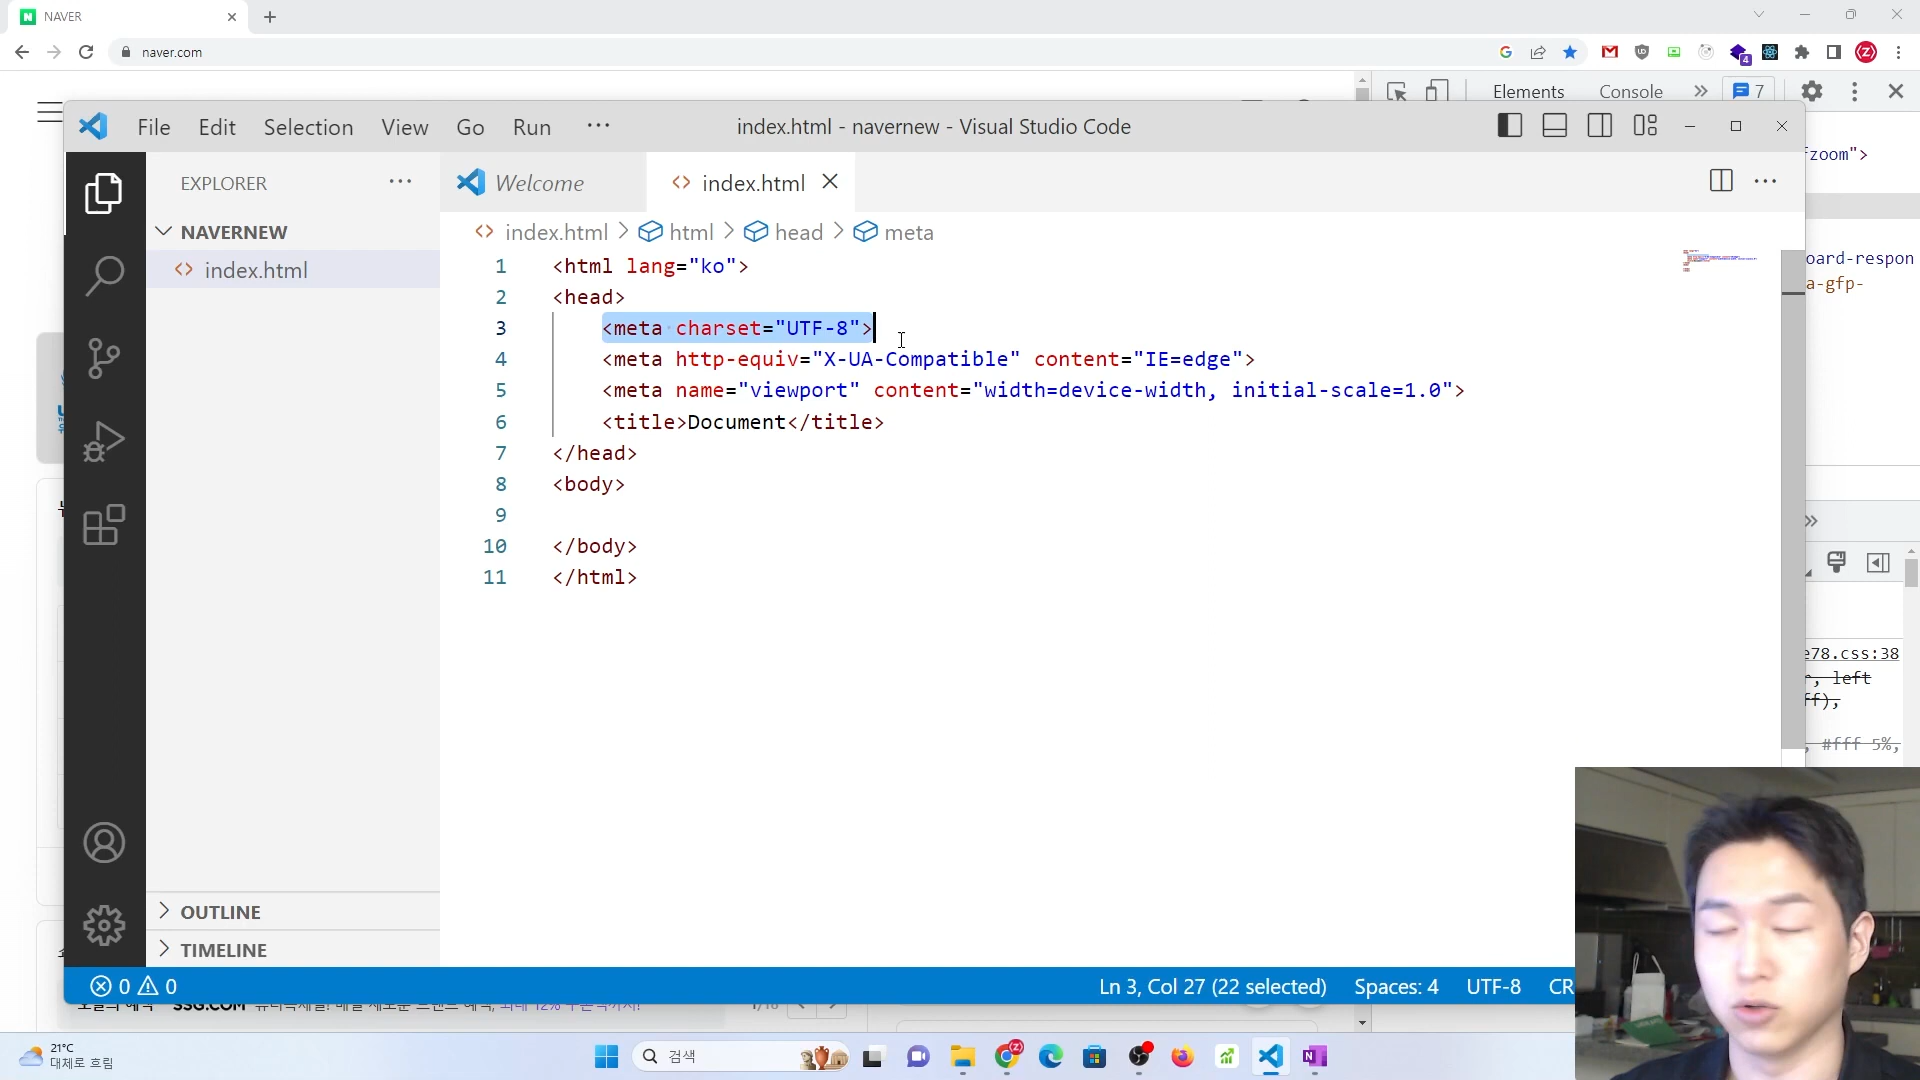 NAVER
naver.com
4
Elements
Console
7
File
Edit
Selection
View
Go
Run
index.html - navernew - Visual Studio Code
fzoom">
EXPLORER
Welcome
index.html
NAVERNEW
index.html
index.html > html > head > meta
1 <html lang="ko">
2 <head>
3 <meta charset="UTF-8">
4 <meta http-equiv="X-UA-Compatible" content="IE=edge">
5 <meta name="viewport" content="width=device-width, initial-scale=1.0">
6 <title>Document</title>
7 </head>
8 <body>
9
10 </body>
11 </html>
oard-respon
a-gfp-
e78.css:38
, left
ff),
, #fff 5%,
OUTLINE
TIMELINE
0
0
Ln 3, Col 27 (22 selected)
Spaces: 4
UTF-8
CR
SSG.COM
21°C
대체로 흐림
검색